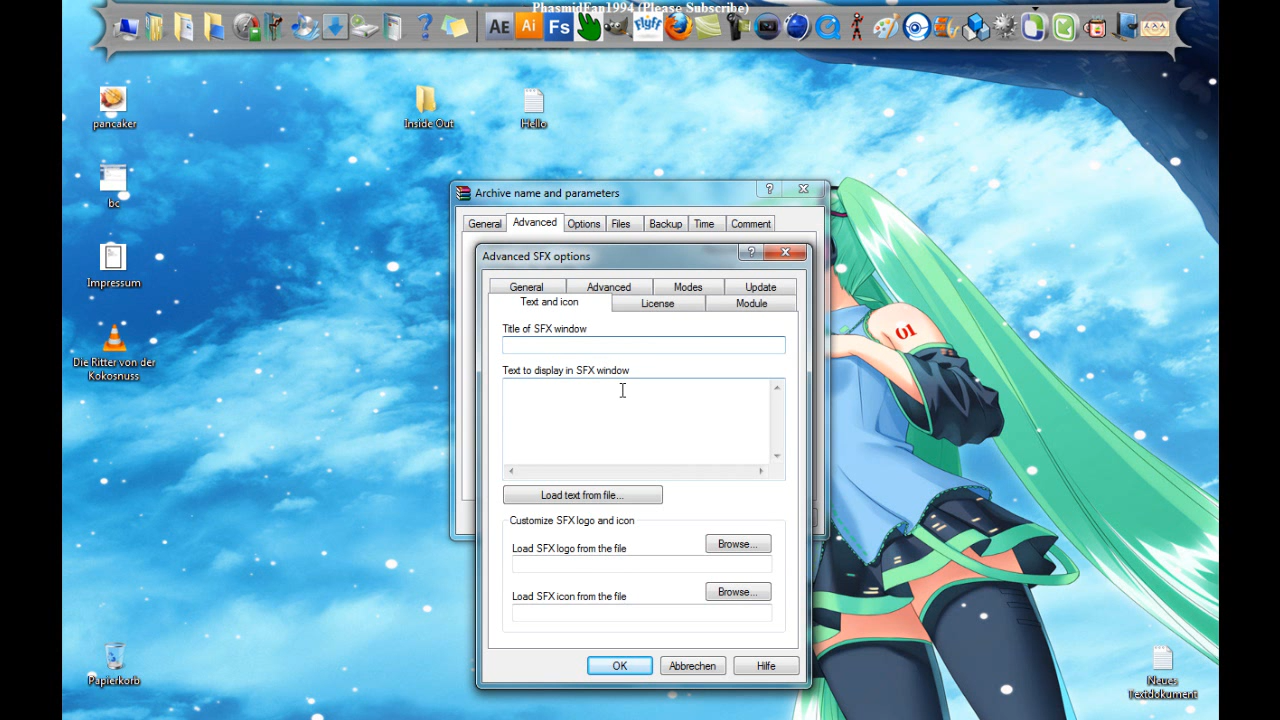 PhasmidFan1994 (Please Subscribe)
AE
Ai
Fs
Flyff
pancaker
Inside Out
Hello
bc
Impressum
Die Ritter von der
Kokosnuss
Papierkorb
Neues
Textdokument
01
Archive name and parameters
General
Advanced
Options
Files
Backup
Time
Comment
Advanced SFX options
General
Advanced
Modes
Update
Text and icon
License
Module
Title of SFX window
Text to display in SFX window
Load text from file...
Customize SFX logo and icon
Load SFX logo from the file
Browse...
Load SFX icon from the file
Browse...
OK
Abbrechen
Hilfe